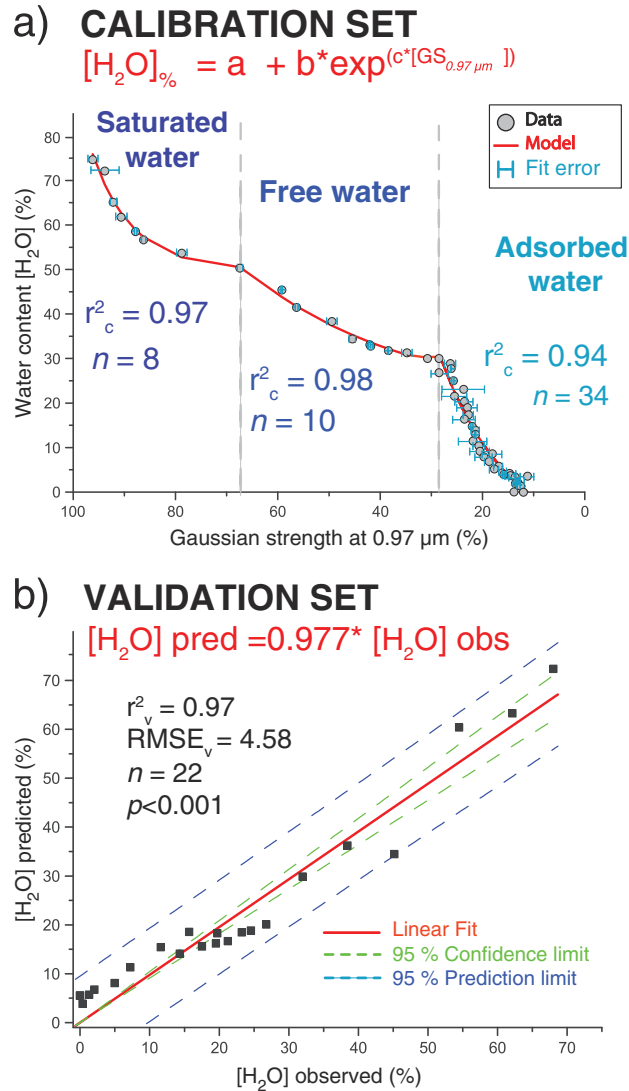 a) CALIBRATION SET
[H₂O]% = a + b*exp(c*[GS0.97 µm ])
Saturated
water
Free water
Adsorbed
water
Data
Model
Fit error
r²c = 0.97
n = 8
r²c = 0.98
n = 10
r²c = 0.94
n = 34
Water content [H₂O] (%)
80
70
60
50
40
30
20
10
0
100 80 60 40 20 0
Gaussian strength at 0.97 µm (%)
b) VALIDATION SET
[H₂O] pred =0.977* [H₂O] obs
r²v = 0.97
RMSEv = 4.58
n = 22
p<0.001
Linear Fit
95 % Confidence limit
95 % Prediction limit
[H₂O] predicted (%)
70
60
50
40
30
20
10
0
0 10 20 30 40 50 60 70
[H₂O] observed (%)